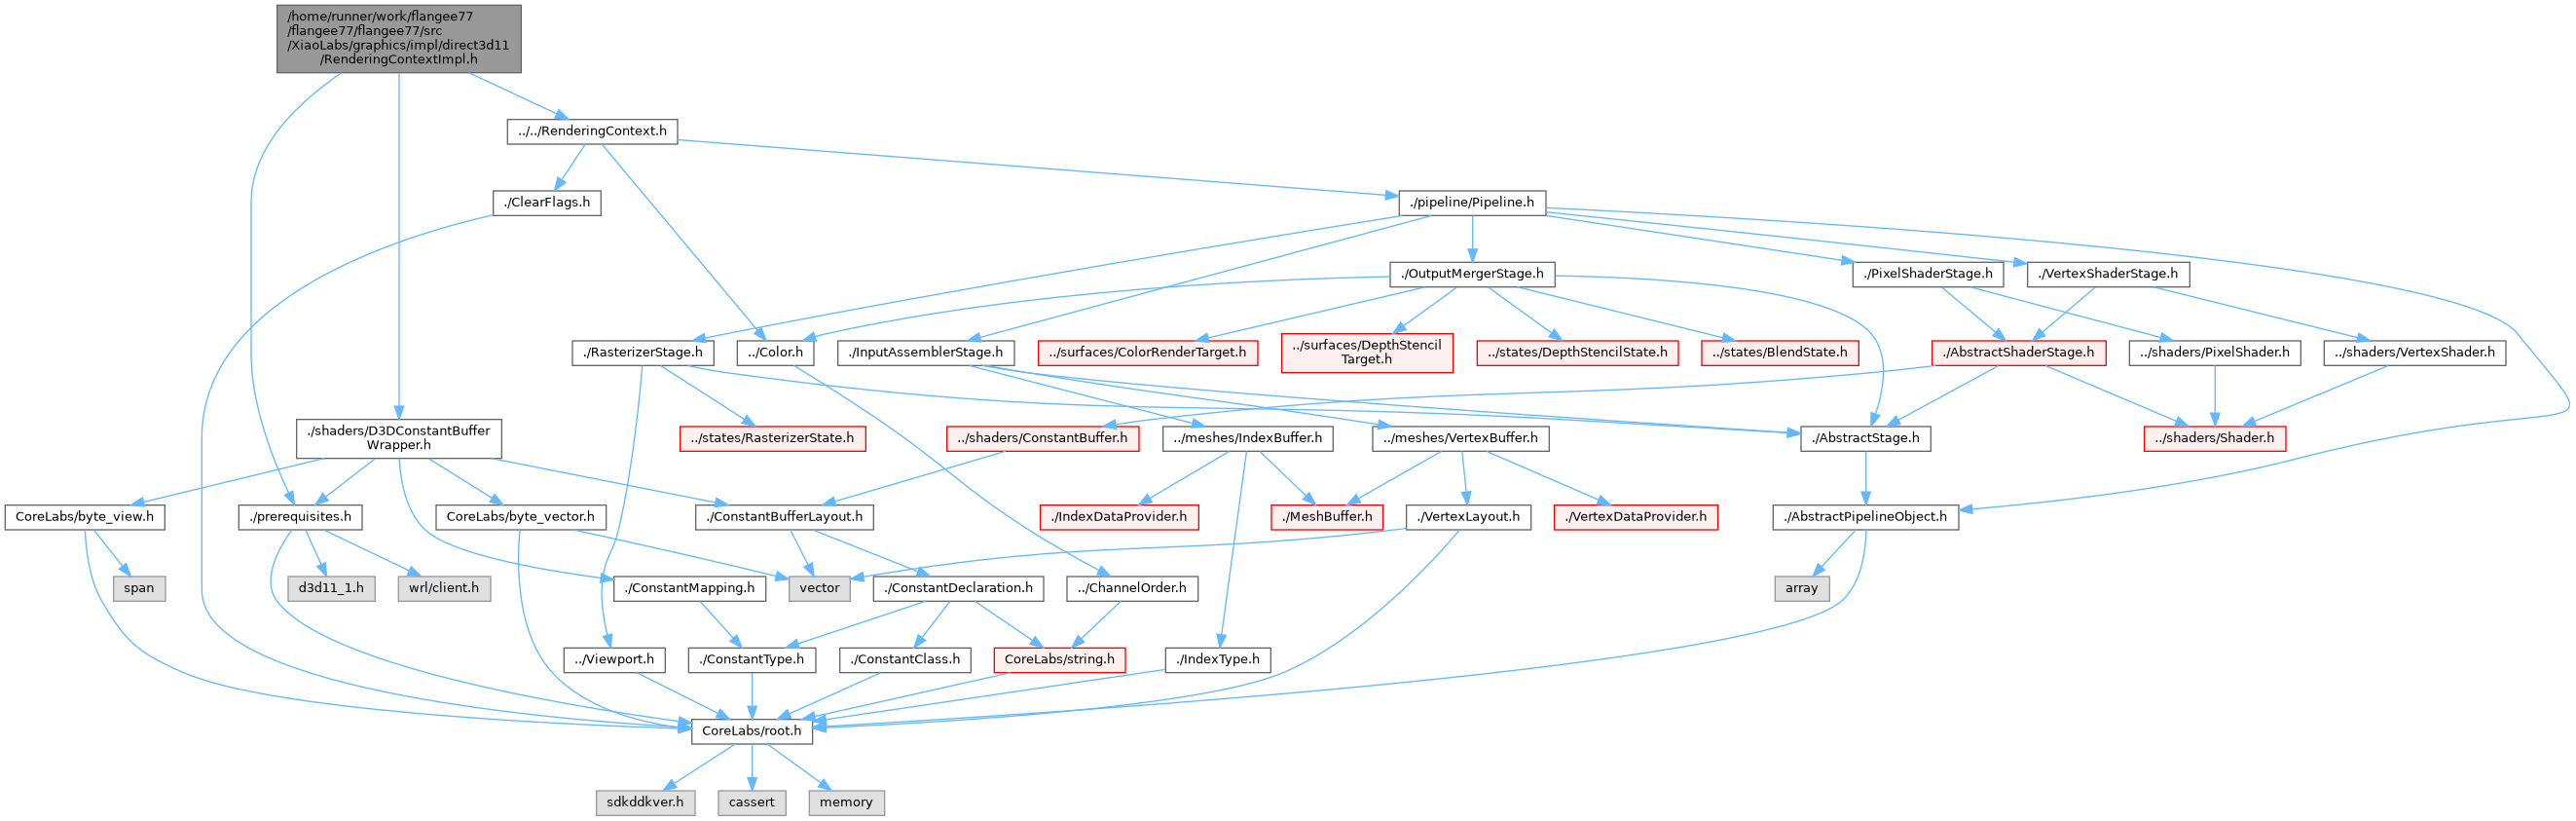 /home/runner/work/flangee77
/flangee77/flangee77/src
/XiaoLabs/graphics/impl/direct3d11
/RenderingContextImpl.h
../../RenderingContext.h
./ClearFlags.h
./pipeline/Pipeline.h
./OutputMergerStage.h
./PixelShaderStage.h
./VertexShaderStage.h
./RasterizerStage.h
../Color.h
./InputAssemblerStage.h
../surfaces/ColorRenderTarget.h
../surfaces/DepthStencil
Target.h
../states/DepthStencilState.h
../states/BlendState.h
./AbstractShaderStage.h
../shaders/PixelShader.h
../shaders/VertexShader.h
./shaders/D3DConstantBuffer
Wrapper.h
../states/RasterizerState.h
../shaders/ConstantBuffer.h
../meshes/IndexBuffer.h
../meshes/VertexBuffer.h
./AbstractStage.h
../shaders/Shader.h
CoreLabs/byte_view.h
./prerequisites.h
CoreLabs/byte_vector.h
./ConstantBufferLayout.h
./IndexDataProvider.h
./MeshBuffer.h
./VertexLayout.h
./VertexDataProvider.h
./AbstractPipelineObject.h
span
d3d11_1.h
wrl/client.h
./ConstantMapping.h
vector
./ConstantDeclaration.h
../ChannelOrder.h
array
../Viewport.h
./ConstantType.h
./ConstantClass.h
CoreLabs/string.h
./IndexType.h
CoreLabs/root.h
sdkddkver.h
cassert
memory